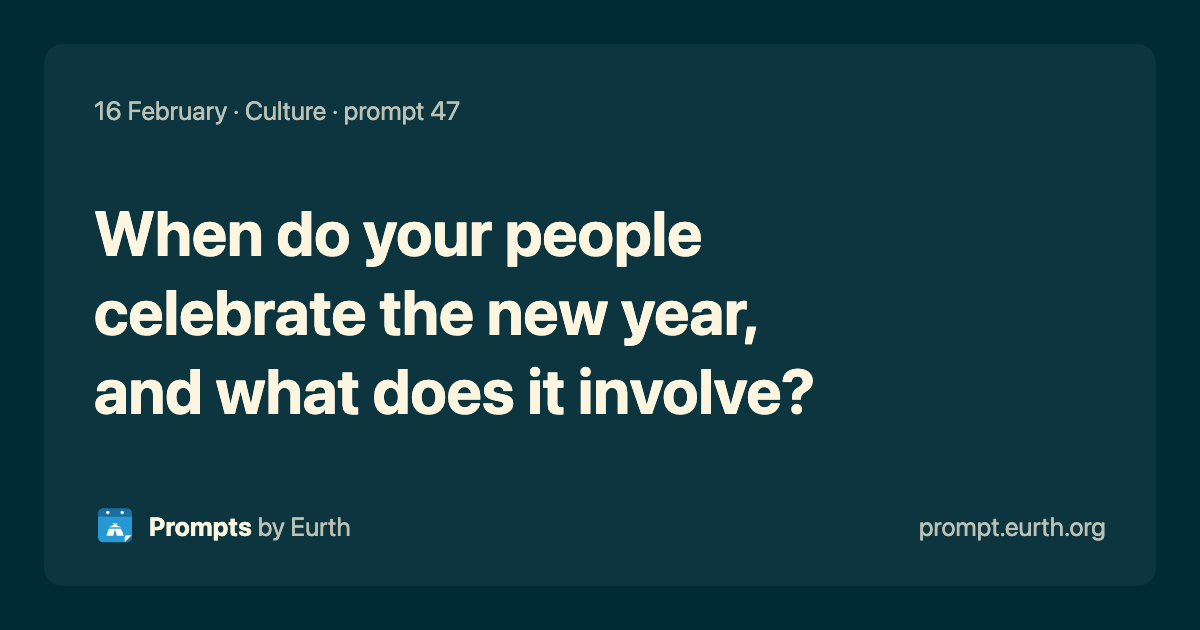 16 February · Culture · prompt 47
When do your people
celebrate the new year,
and what does it involve?
Prompts by Eurth
prompt.eurth.org